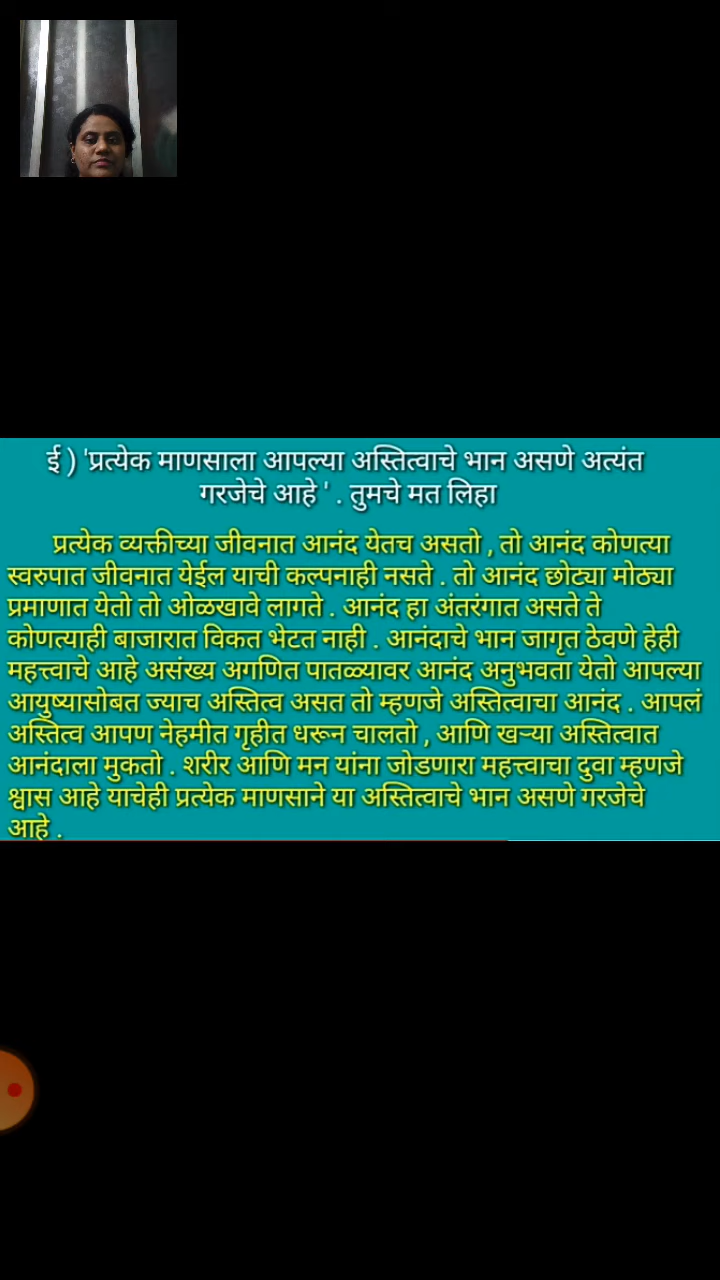 ई ) 'प्रत्येक माणसाला आपल्या अस्तित्वाचे भान असणे अत्यंत
गरजेचे आहे ' . तुमचे मत लिहा
प्रत्येक व्यक्तीच्या जीवनात आनंद येतच असतो , तो आनंद कोणत्या
स्वरुपात जीवनात येईल याची कल्पनाही नसते . तो आनंद छोट्या मोठ्या
प्रमाणात येतो तो ओळखावे लागते . आनंद हा अंतरंगात असते ते
कोणत्याही बाजारात विकत भेटत नाही . आनंदाचे भान जागृत ठेवणे हेही
महत्त्वाचे आहे असंख्य अगणित पातळ्यावर आनंद अनुभवता येतो आपल्या
आयुष्यासोबत ज्याच अस्तित्व असत तो म्हणजे अस्तित्वाचा आनंद . आपलं
अस्तित्व आपण नेहमीत गृहीत धरून चालतो , आणि खऱ्या अस्तित्वात
आनंदाला मुकतो . शरीर आणि मन यांना जोडणारा महत्त्वाचा दुवा म्हणजे
श्वास आहे याचेही प्रत्येक माणसाने या अस्तित्वाचे भान असणे गरजेचे
आहे .